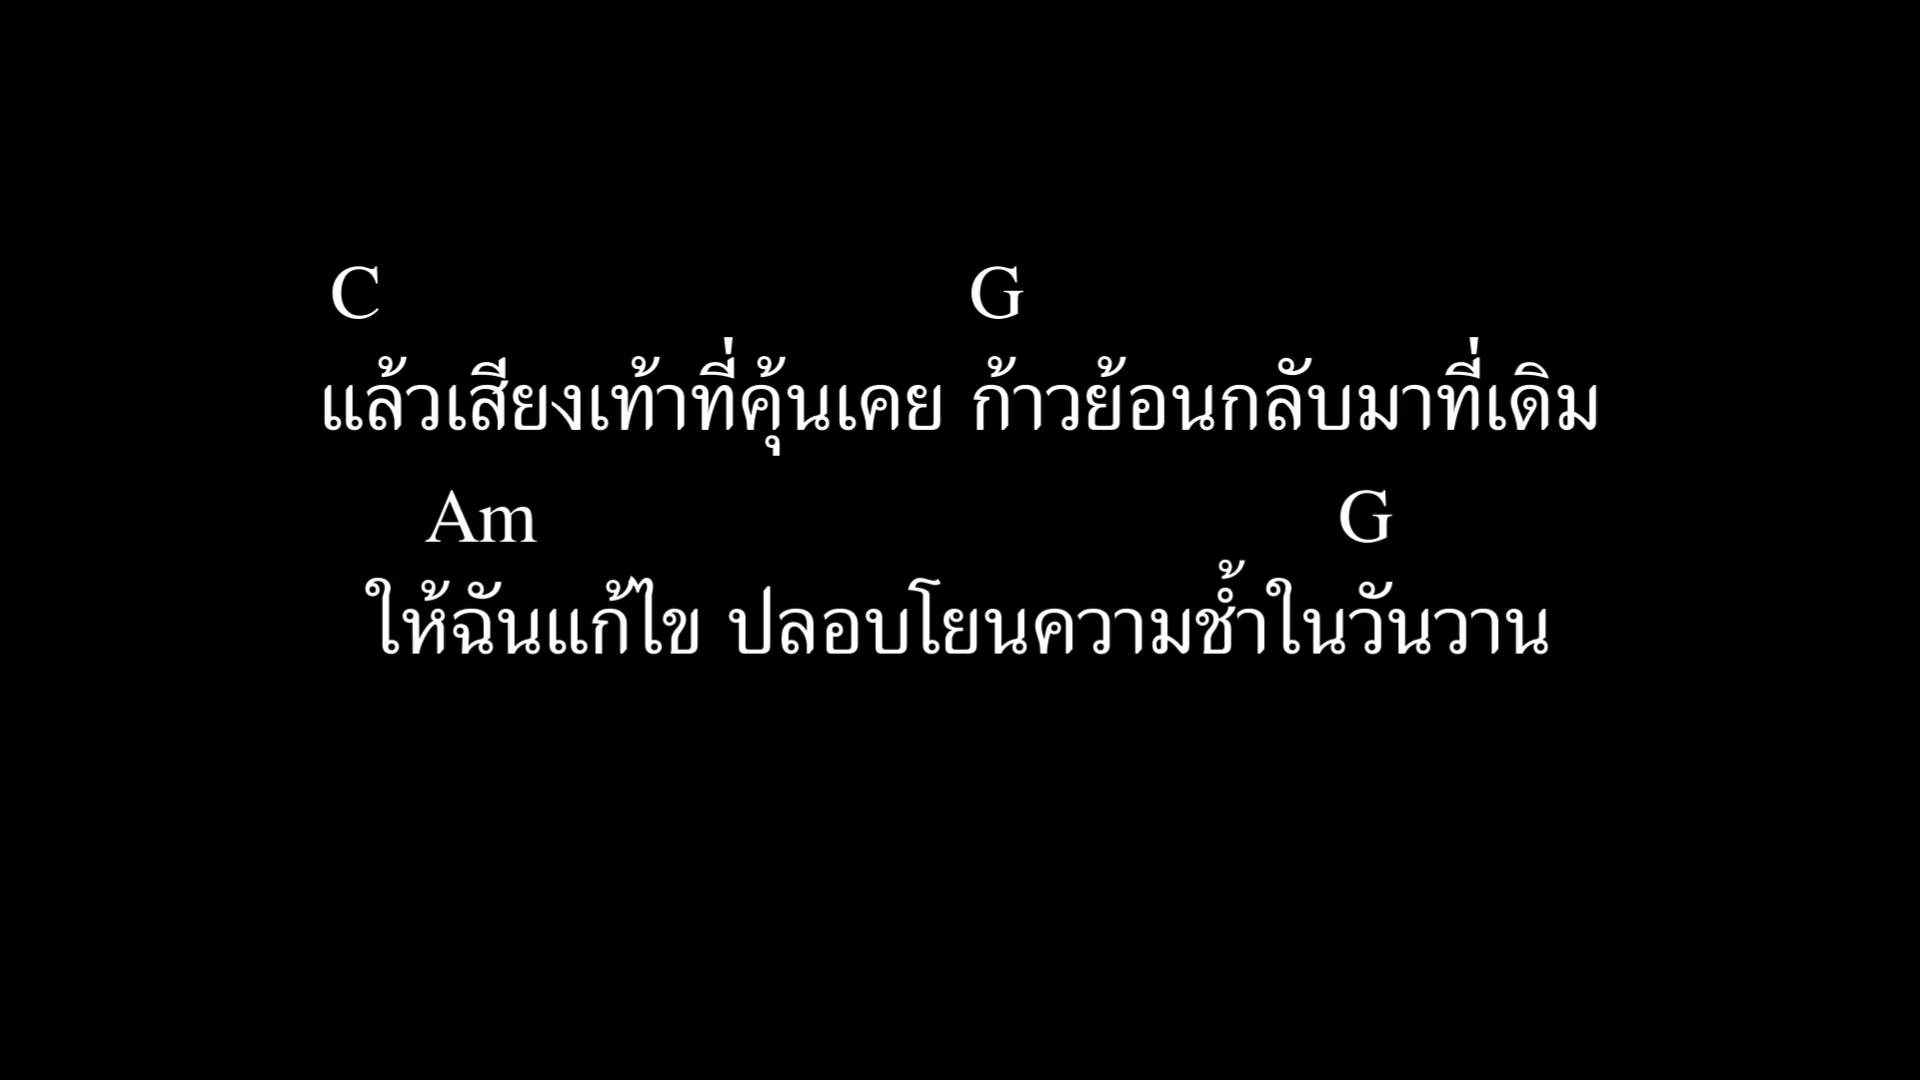 C G
แล้วเสียงเท้าที่คุ้นเคย ก้าวย้อนกลับมาที่เดิม
Am G
ให้ฉันแก้ไข ปลอบโยนความช้ำในวันวาน